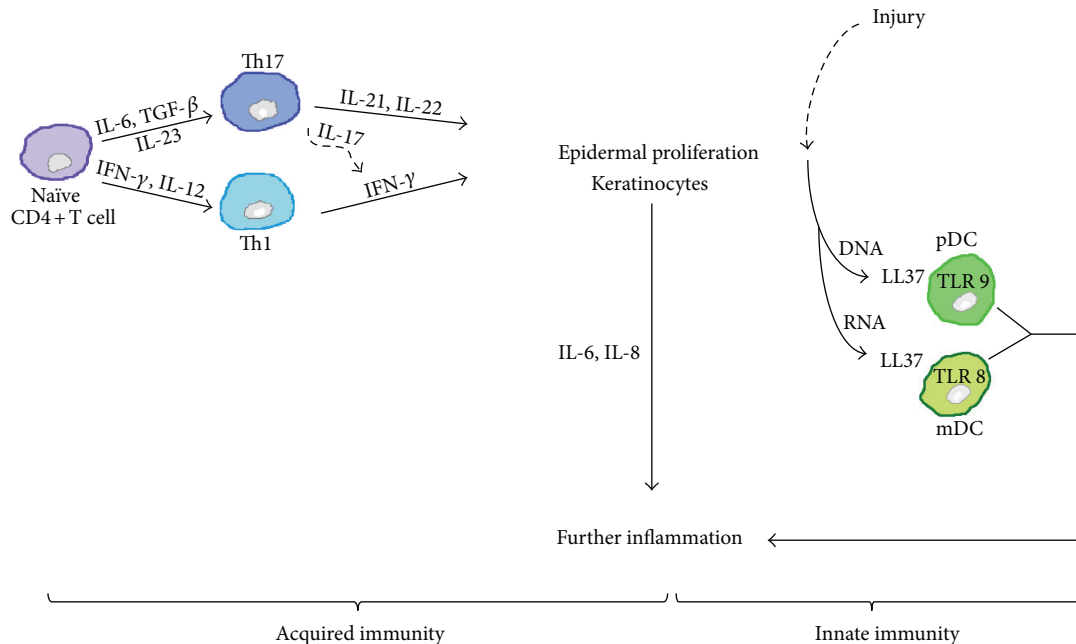 Injury
Th17
IL-6, TGF-β
IL-23
IL-21, IL-22
IL-17
Naïve
CD4+ T cell
IFN-γ, IL-12
Th1
IFN-γ
Epidermal proliferation
Keratinocytes
IL-6, IL-8
DNA
LL37
pDC
TLR 9
RNA
LL37
TLR 8
mDC
Further inflammation
Acquired immunity
Innate immunity